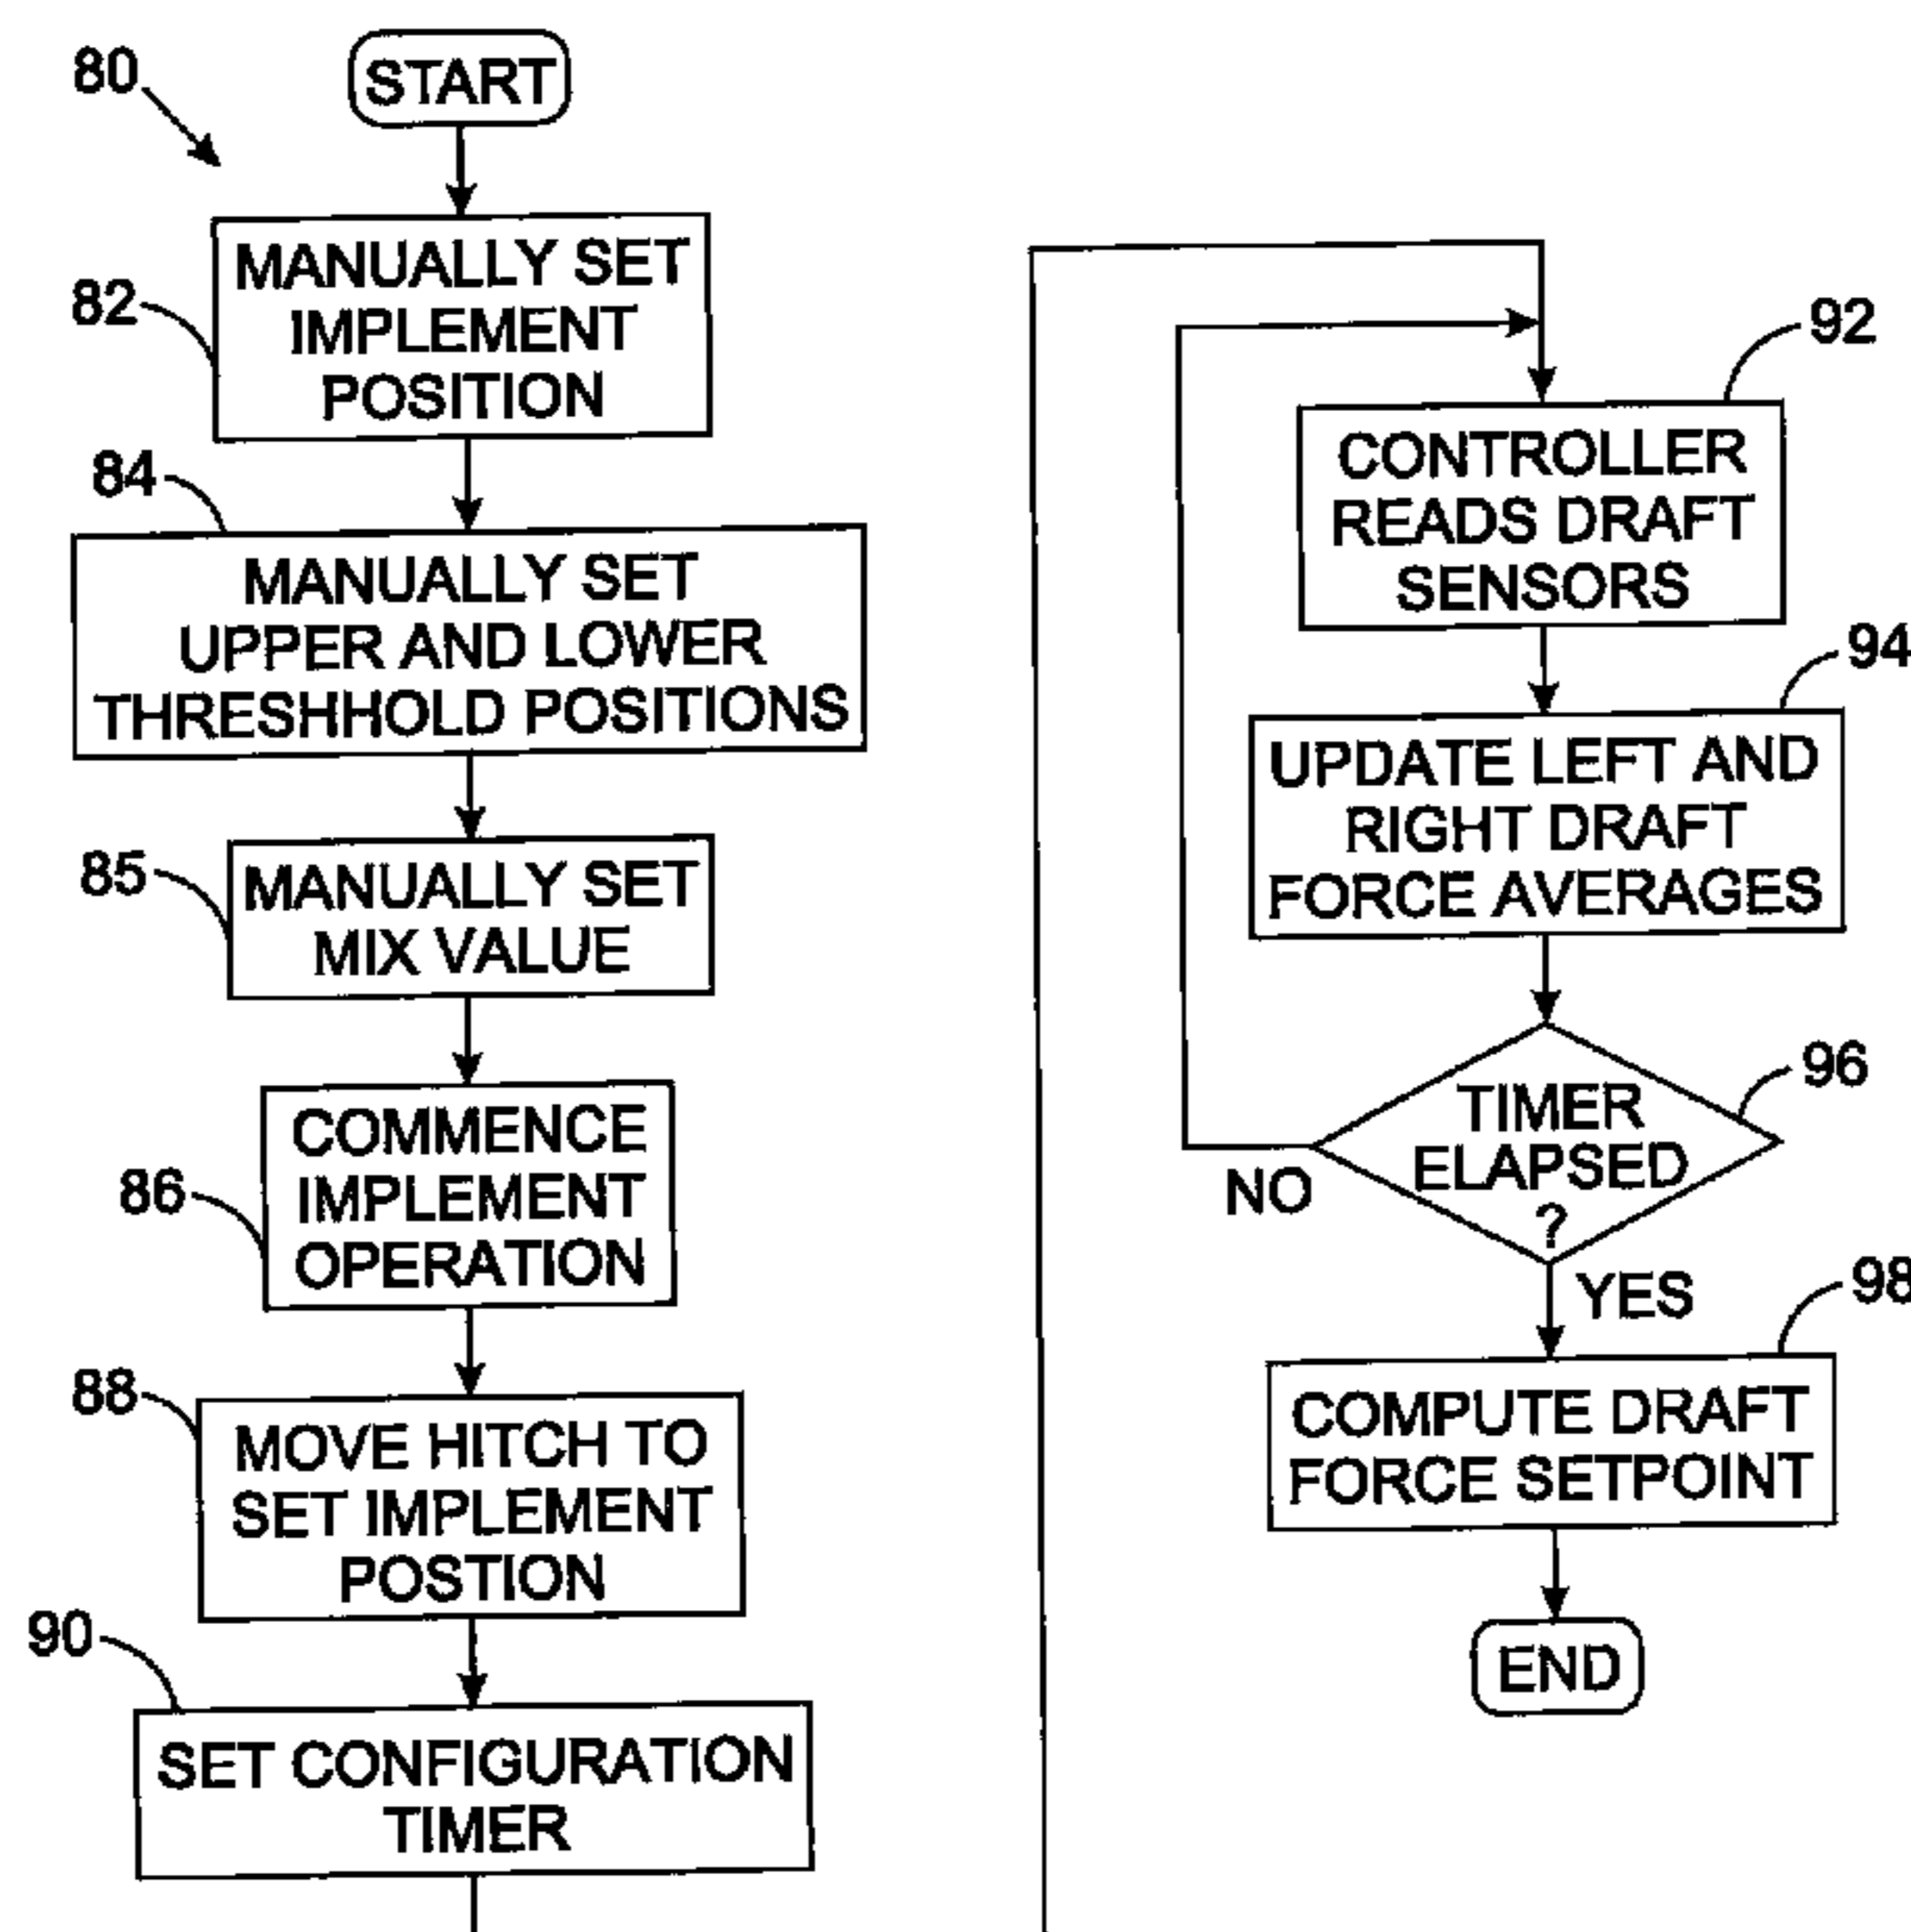 80
START
82
MANUALLY SET
IMPLEMENT
POSITION
84
MANUALLY SET
UPPER AND LOWER
THRESHHOLD POSITIONS
85
MANUALLY SET
MIX VALUE
86
COMMENCE
IMPLEMENT
OPERATION
88
MOVE HITCH TO
SET IMPLEMENT
POSTION
90
SET CONFIGURATION
TIMER
92
CONTROLLER
READS DRAFT
SENSORS
94
UPDATE LEFT AND
RIGHT DRAFT
FORCE AVERAGES
96
TIMER
ELAPSED
?
NO
YES
98
COMPUTE DRAFT
FORCE SETPOINT
END